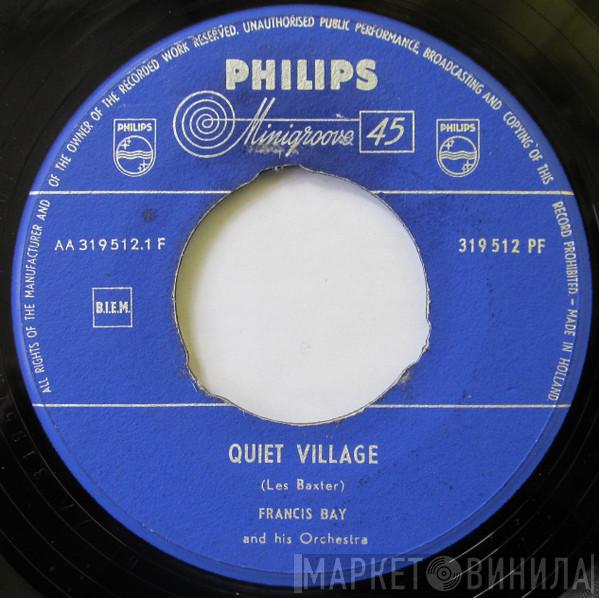 ALL RIGHTS OF THE MANUFACTURER AND OF THE OWNER OF THE RECORDED WORK RESERVED. UNAUTHORISED PUBLIC PERFORMANCE, BROADCASTING AND COPYING OF THIS RECORD PROHIBITED – MADE IN HOLLAND
PHILIPS
Minigroove 45
PHILIPS
PHILIPS
AA 319 512.1 F
319 512 PF
B.I.E.M.
QUIET VILLAGE
(Les Baxter)
FRANCIS BAY
and his Orchestra
МАРКЕТ ВИНИЛА